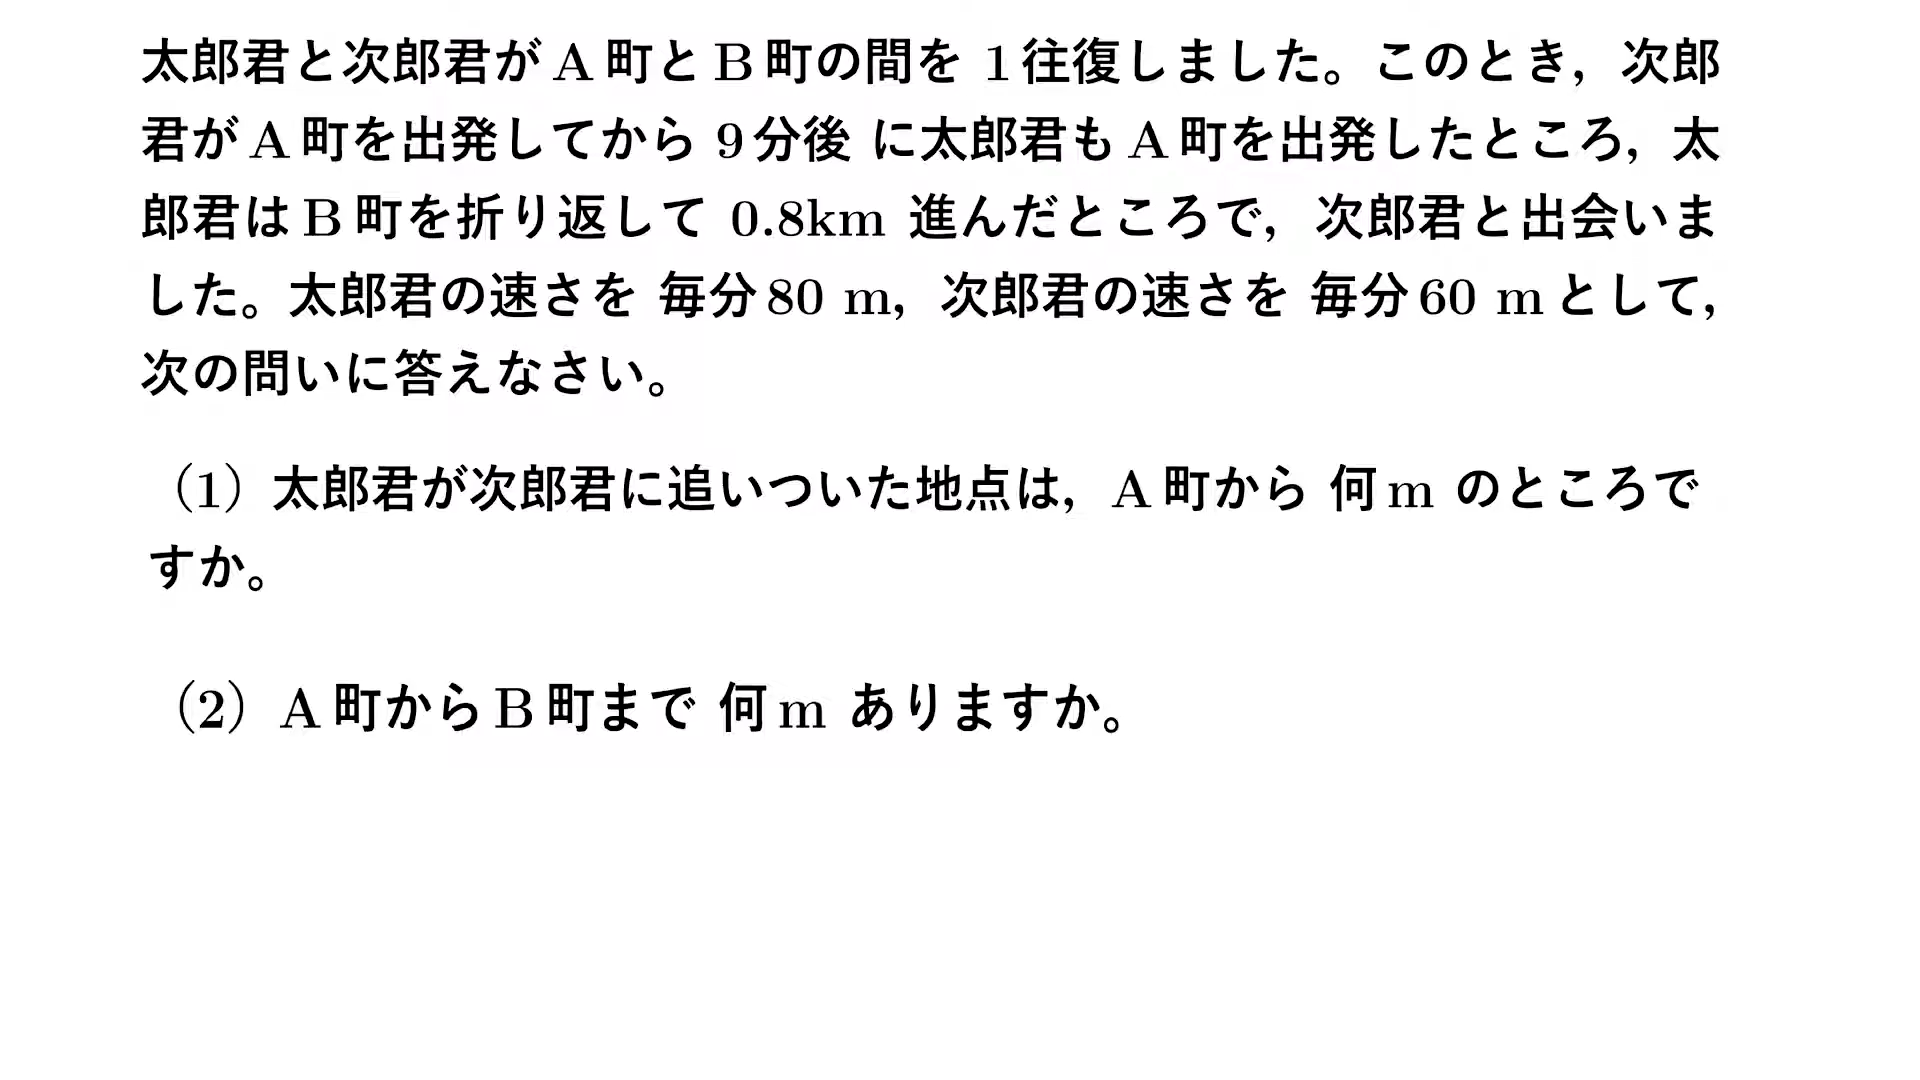 太郎君と次郎君がA町とB町の間を 1往復しました。このとき, 次郎
君がA町を出発してから 9分後 に太郎君もA町を出発したところ, 太
郎君はB町を折り返して 0.8km 進んだところで, 次郎君と出会いま
した。太郎君の速さを 毎分80 m, 次郎君の速さを 毎分60 mとして,
次の問いに答えなさい。
(1) 太郎君が次郎君に追いついた地点は, A町から 何m のところで
すか。
(2) A町からB町まで 何m ありますか。